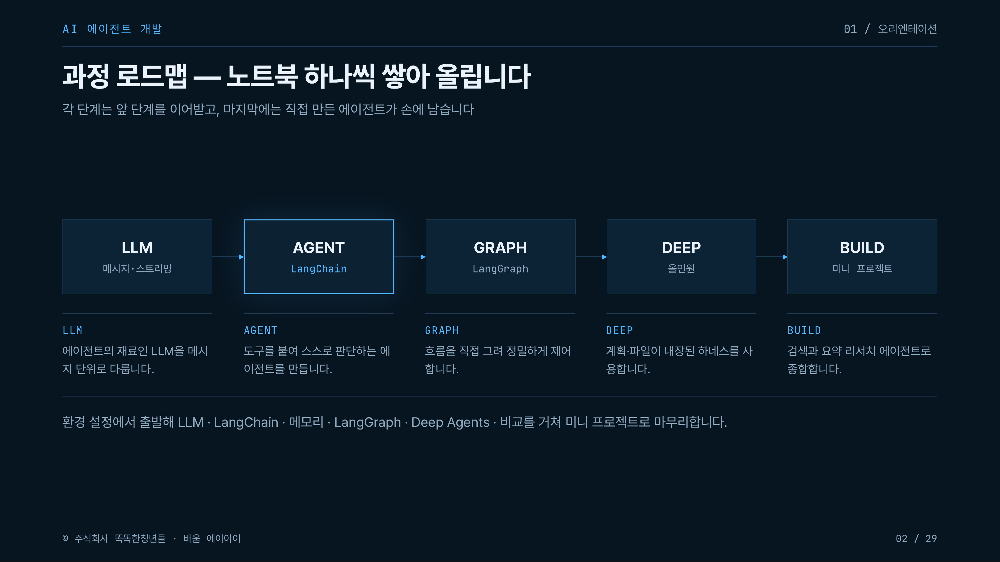 AI 에이전트 개발
01 / 오리엔테이션
과정 로드맵 — 노트북 하나씩 쌓아 올립니다
각 단계는 앞 단계를 이어받고, 마지막에는 직접 만든 에이전트가 손에 남습니다
LLM
메시지·스트리밍
AGENT
LangChain
GRAPH
LangGraph
DEEP
올인원
BUILD
미니 프로젝트
LLM
에이전트의 재료인 LLM을 메시
지 단위로 다룹니다.
AGENT
도구를 붙여 스스로 판단하는 에
이전트를 만듭니다.
GRAPH
흐름을 직접 그려 정밀하게 제어
합니다.
DEEP
계획·파일이 내장된 하네스를 사
용합니다.
BUILD
검색과 요약 리서치 에이전트로
종합합니다.
환경 설정에서 출발해 LLM · LangChain · 메모리 · LangGraph · Deep Agents · 비교를 거쳐 미니 프로젝트로 마무리합니다.
© 주식회사 똑똑한청년들 · 배움 에이아이
02 / 29